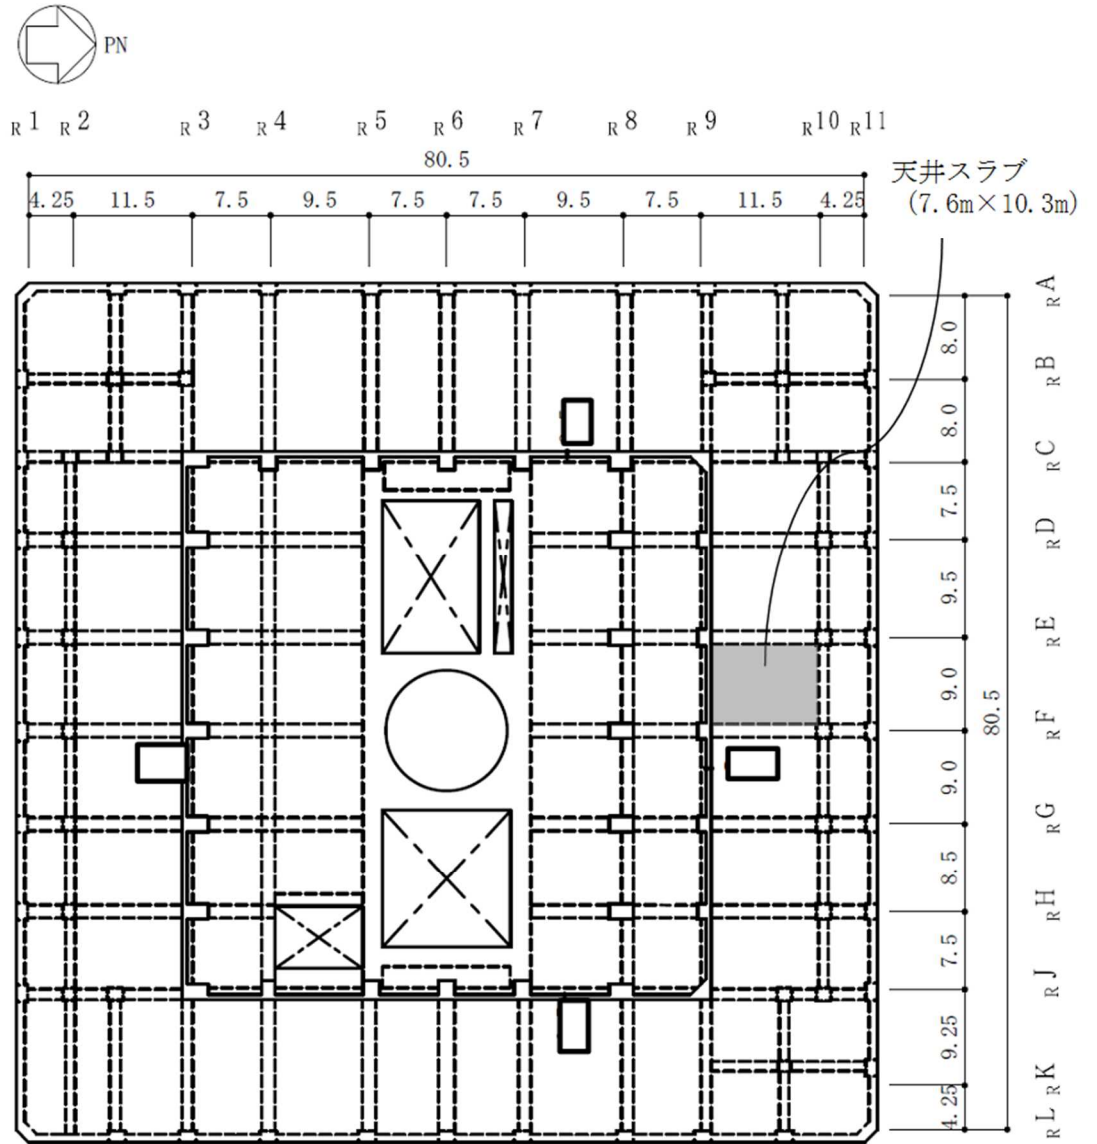 PN
R1 R2 R3 R4 R5 R6 R7 R8 R9 R10 R11
80.5
4.25 11.5 7.5 9.5 7.5 7.5 9.5 7.5 11.5 4.25
天井スラブ
(7.6m×10.3m)
RA
8.0
RB
8.0
RC
7.5
RD
9.5
RE
9.0
80.5
RF
9.0
RG
8.5
RH
7.5
RJ
9.25
RK
4.25
RL